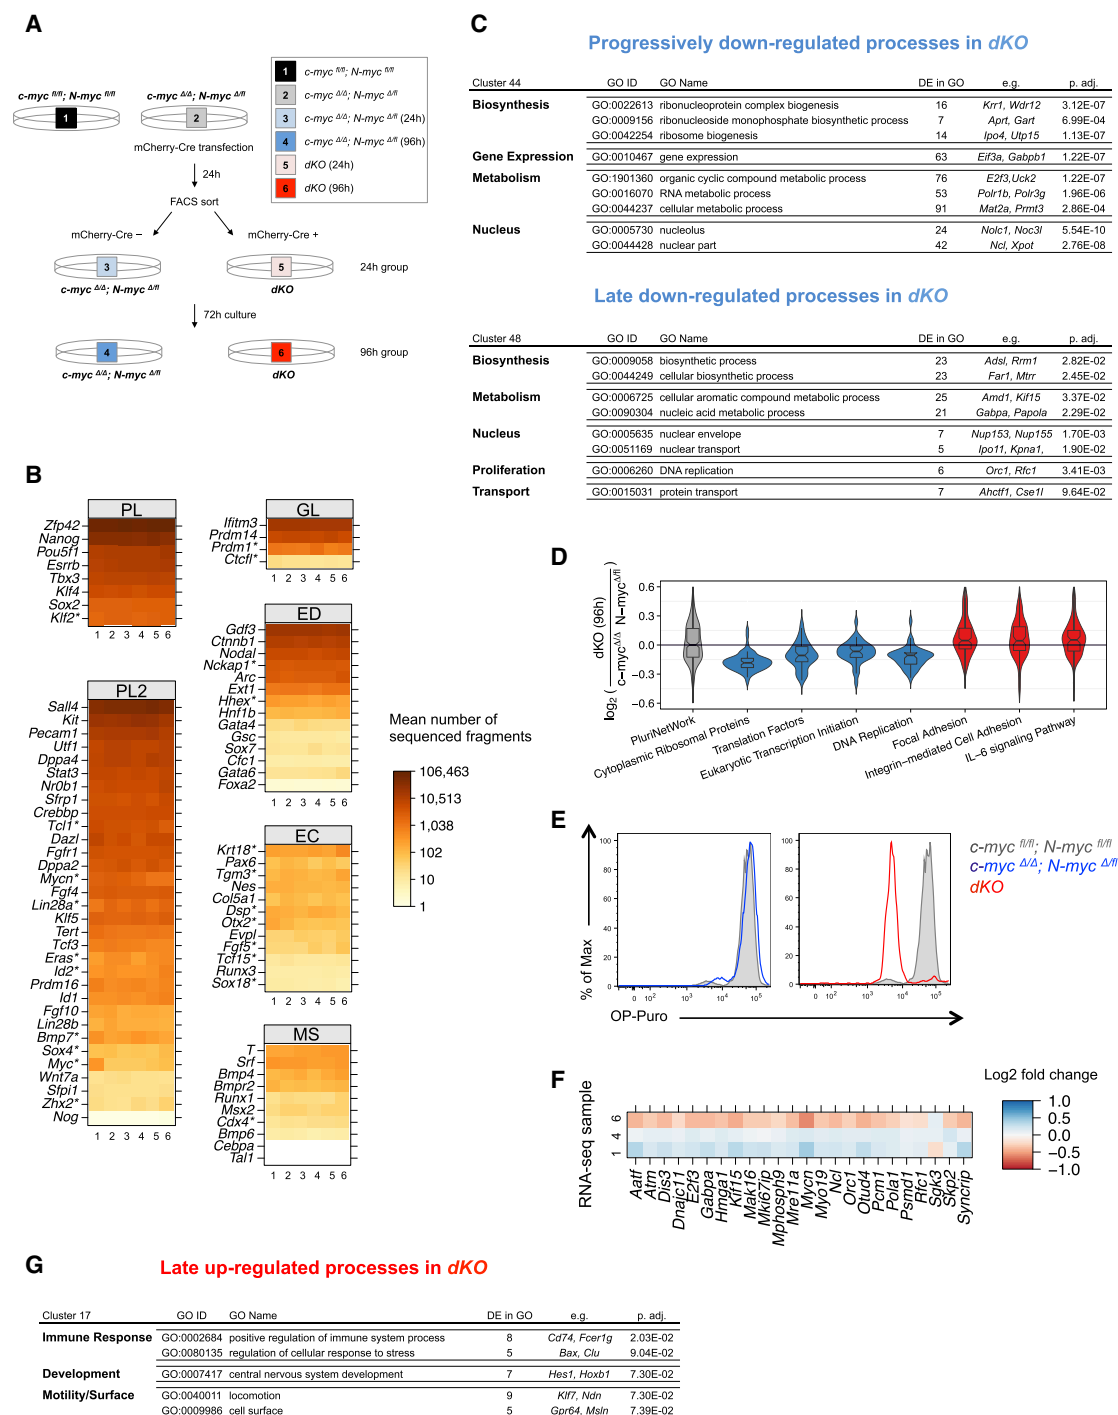 A
c-myc fl/fl; N-myc fl/fl
c-myc Δ/Δ; N-myc Δ/fl
1
2
mCherry-Cre transfection
24h
FACS sort
mCherry-Cre –
mCherry-Cre +
3
5
24h group
c-myc Δ/Δ; N-myc Δ/fl
dKO
72h culture
4
6
96h group
c-myc Δ/Δ; N-myc Δ/fl
dKO
1 c-myc fl/fl; N-myc fl/fl
2 c-myc Δ/Δ; N-myc Δ/fl
3 c-myc Δ/Δ; N-myc Δ/fl (24h)
4 c-myc Δ/Δ; N-myc Δ/fl (96h)
5 dKO (24h)
6 dKO (96h)
B
PL
Zfp42
Nanog
Pou5f1
Esrrb
Tbx3
Klf4
Sox2
Klf2*
1 2 3 4 5 6
PL2
Sall4
Kit
Pecam1
Utf1
Dppa4
Stat3
Nr0b1
Sfrp1
Crebbp
Tcl1*
Dazl
Fgfr1
Dppa2
Mycn*
Fgf4
Lin28a*
Klf5
Tert
Tcf3
Eras*
Id2*
Prdm16
Id1
Fgf10
Lin28b
Bmp7*
Sox4*
Myc*
Wnt7a
Sfpi1
Zhx2*
Nog
1 2 3 4 5 6
GL
Ifitm3
Prdm14
Prdm1*
Ctcfl*
1 2 3 4 5 6
ED
Gdf3
Ctnnb1
Nodal
Nckap1*
Arc
Ext1
Hhex*
Hnf1b
Gata4
Gsc
Sox7
Cfc1
Gata6
Foxa2
1 2 3 4 5 6
EC
Krt18*
Pax6
Tgm3*
Nes
Col5a1
Dsp*
Otx2*
Evpl
Fgf5*
Tcf15*
Runx3
Sox18*
1 2 3 4 5 6
MS
T
Srf
Bmp4
Bmpr2
Runx1
Msx2
Cdx4*
Bmp6
Cebpa
Tal1
1 2 3 4 5 6
Mean number of
sequenced fragments
106,463
10,513
1,038
102
10
1
C
Progressively down-regulated processes in dKO
Cluster 44 GO ID GO Name DE in GO e.g. p. adj.
Biosynthesis GO:0022613 ribonucleoprotein complex biogenesis 16 Krr1, Wdr12 3.12E-07
GO:0009156 ribonucleoside monophosphate biosynthetic process 7 Aprt, Gart 6.99E-04
GO:0042254 ribosome biogenesis 14 Ipo4, Utp15 1.13E-07
Gene Expression GO:0010467 gene expression 63 Eif3a, Gabpb1 1.22E-07
Metabolism GO:1901360 organic cyclic compound metabolic process 76 E2f3,Uck2 1.22E-07
GO:0016070 RNA metabolic process 53 Polr1b, Polr3g 1.96E-06
GO:0044237 cellular metabolic process 91 Mat2a, Prmt3 2.86E-04
Nucleus GO:0005730 nucleolus 24 Nolc1, Noc3l 5.54E-10
GO:0044428 nuclear part 42 Ncl, Xpot 2.76E-08
Late down-regulated processes in dKO
Cluster 48 GO ID GO Name DE in GO e.g. p. adj.
Biosynthesis GO:0009058 biosynthetic process 23 Adsl, Rrm1 2.82E-02
GO:0044249 cellular biosynthetic process 23 Far1, Mtrr 2.45E-02
Metabolism GO:0006725 cellular aromatic compound metabolic process 25 Amd1, Kif15 3.37E-02
GO:0090304 nucleic acid metabolic process 21 Gabpa, Papola 2.29E-02
Nucleus GO:0005635 nuclear envelope 7 Nup153, Nup155 1.70E-03
GO:0051169 nuclear transport 5 Ipo11, Kpna1, 1.90E-02
Proliferation GO:0006260 DNA replication 6 Orc1, Rfc1 3.41E-03
Transport GO:0015031 protein transport 7 Ahctf1, Cse1l 9.64E-02
D
log2 ( dKO (96h) / c−mycΔ/Δ N−mycΔ/fl )
0.6
0.3
0.0
−0.3
−0.6
PluriNetWork
Cytoplasmic Ribosomal Proteins
Translation Factors
Eukaryotic Transcription Initiation
DNA Replication
Focal Adhesion
Integrin−mediated Cell Adhesion
IL−6 signaling Pathway
E
% of Max
100
80
60
40
20
0
0 102 103 104 105
100
80
60
40
20
0
0 102 103 104 105
OP-Puro
c-myc fl/fl; N-myc fl/fl
c-myc Δ/Δ; N-myc Δ/fl
dKO
F
RNA-seq sample
6
4
1
Aatf
Atm
Dis3
Dnajc11
E2f3
Gabpa
Hmga1
Kif15
Mak16
Mki67ip
Mphosph9
Mre11a
Mycn
Myo19
Ncl
Orc1
Otud4
Pcm1
Pola1
Psmd1
Rfc1
Sgk3
Skp2
Syncrip
Log2 fold change
1.0
0.5
0.0
−0.5
−1.0
G
Late up-regulated processes in dKO
Cluster 17 GO ID GO Name DE in GO e.g. p. adj.
Immune Response GO:0002684 positive regulation of immune system process 8 Cd74, Fcer1g 2.03E-02
GO:0080135 regulation of cellular response to stress 5 Bax, Clu 9.04E-02
Development GO:0007417 central nervous system development 7 Hes1, Hoxb1 7.30E-02
Motility/Surface GO:0040011 locomotion 9 Klf7, Ndn 7.30E-02
GO:0009986 cell surface 5 Gpr64, Msln 7.39E-02